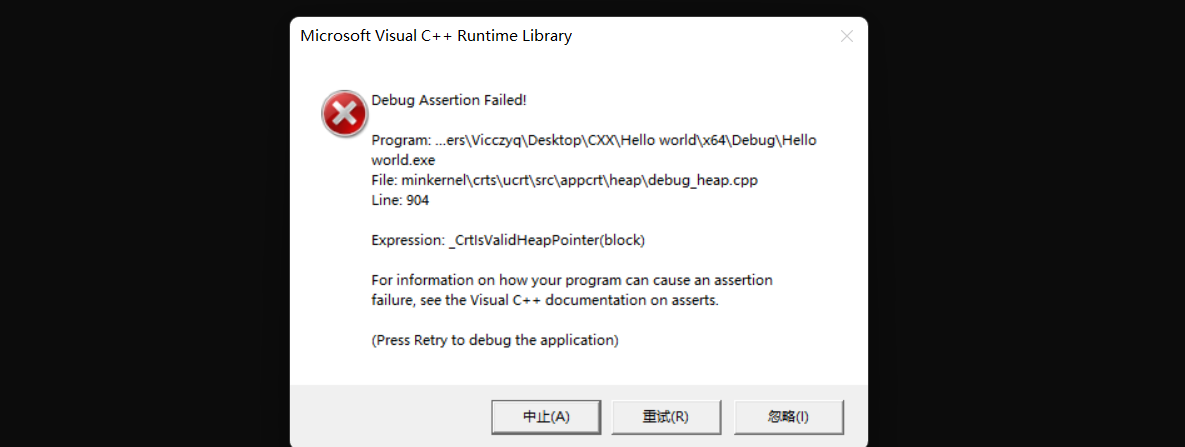 Microsoft Visual C++ Runtime Library
Debug Assertion Failed!
Program: ...ers\Vicczyq\Desktop\CXX\Hello world\x64\Debug\Hello
world.exe
File: minkernel\crts\ucrt\src\appcrt\heap\debug_heap.cpp
Line: 904
Expression: _CrtIsValidHeapPointer(block)
For information on how your program can cause an assertion
failure, see the Visual C++ documentation on asserts.
(Press Retry to debug the application)
中止(A)
重试(R)
忽略(I)